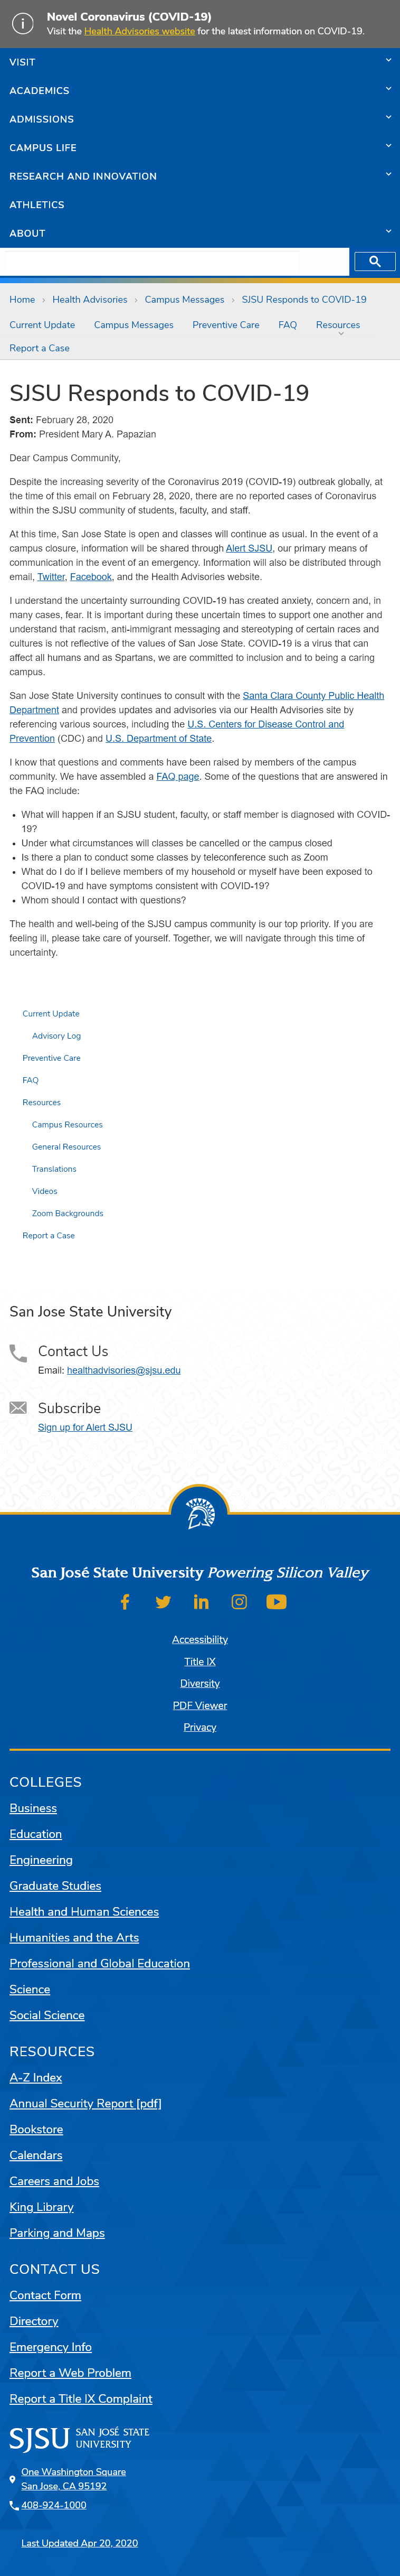 Novel Coronavirus (COVID-19)
Visit the Health Advisories website for the latest information on COVID-19.
VISIT
ACADEMICS
ADMISSIONS
CAMPUS LIFE
RESEARCH AND INNOVATION
ATHLETICS
ABOUT
Home › Health Advisories › Campus Messages › SJSU Responds to COVID-19
Current Update Campus Messages Preventive Care FAQ Resources
Report a Case
SJSU Responds to COVID-19
Sent: February 28, 2020
From: President Mary A. Papazian
Dear Campus Community,
Despite the increasing severity of the Coronavirus 2019 (COVID-19) outbreak globally, at
the time of this email on February 28, 2020, there are no reported cases of Coronavirus
within the SJSU community of students, faculty, and staff.
At this time, San Jose State is open and classes will continue as usual. In the event of a
campus closure, information will be shared through Alert SJSU, our primary means of
communication in the event of an emergency. Information will also be distributed through
email, Twitter, Facebook, and the Health Advisories website.
I understand the uncertainty surrounding COVID-19 has created anxiety, concern and, in
many cases, fear. It is important during these uncertain times to support one another and
understand that racism, anti-immigrant messaging and stereotyping of certain races and
cultures is not reflective of the values of San Jose State. COVID-19 is a virus that can
affect all humans and as Spartans, we are committed to inclusion and to being a caring
campus.
San Jose State University continues to consult with the Santa Clara County Public Health
Department and provides updates and advisories via our Health Advisories site by
referencing various sources, including the U.S. Centers for Disease Control and
Prevention (CDC) and U.S. Department of State.
I know that questions and comments have been raised by members of the campus
community. We have assembled a FAQ page. Some of the questions that are answered in
the FAQ include:
• What will happen if an SJSU student, faculty, or staff member is diagnosed with COVID-
19?
• Under what circumstances will classes be cancelled or the campus closed
• Is there a plan to conduct some classes by teleconference such as Zoom
• What do I do if I believe members of my household or myself have been exposed to
COVID-19 and have symptoms consistent with COVID-19?
• Whom should I contact with questions?
The health and well-being of the SJSU campus community is our top priority. If you are
feeling ill, please take care of yourself. Together, we will navigate through this time of
uncertainty.
Current Update
Advisory Log
Preventive Care
FAQ
Resources
Campus Resources
General Resources
Translations
Videos
Zoom Backgrounds
Report a Case
San Jose State University
Contact Us
Email: healthadvisories@sjsu.edu
Subscribe
Sign up for Alert SJSU
San José State University Powering Silicon Valley
Accessibility
Title IX
Diversity
PDF Viewer
Privacy
COLLEGES
Business
Education
Engineering
Graduate Studies
Health and Human Sciences
Humanities and the Arts
Professional and Global Education
Science
Social Science
RESOURCES
A-Z Index
Annual Security Report [pdf]
Bookstore
Calendars
Careers and Jobs
King Library
Parking and Maps
CONTACT US
Contact Form
Directory
Emergency Info
Report a Web Problem
Report a Title IX Complaint
SJSU SAN JOSÉ STATE
UNIVERSITY
One Washington Square
San Jose, CA 95192
408-924-1000
Last Updated Apr 20, 2020